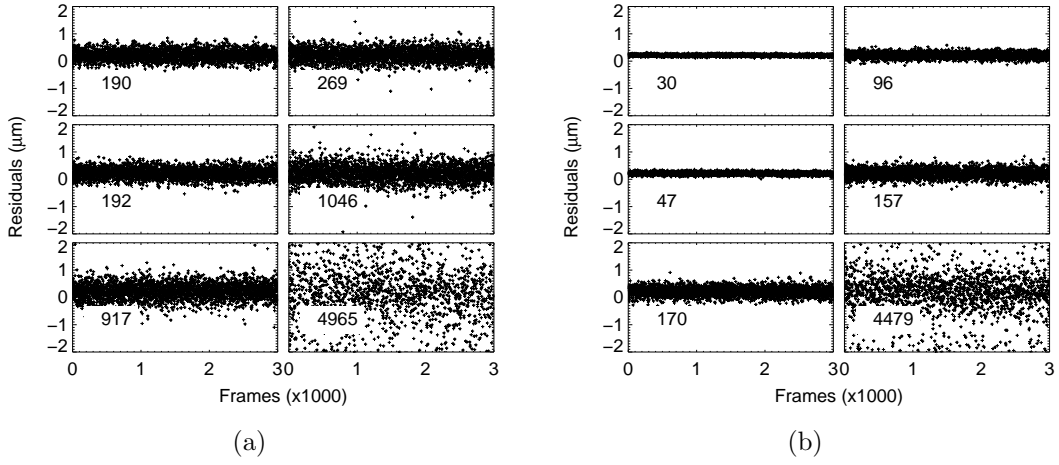 2 2
1 1
0 0
−1 190 269 −1 30 96
−2 −2
2 2
1 1
0 0
−1 192 1046 −1 47 157
−2 −2
2 2
1 1
0 0
−1 917 4965 −1 170 4479
−2 −2
Residuals (μm) Residuals (μm)
0 1 2 30 1 2 3 0 1 2 30 1 2 3
Frames (x1000) Frames (x1000)
(a) (b)